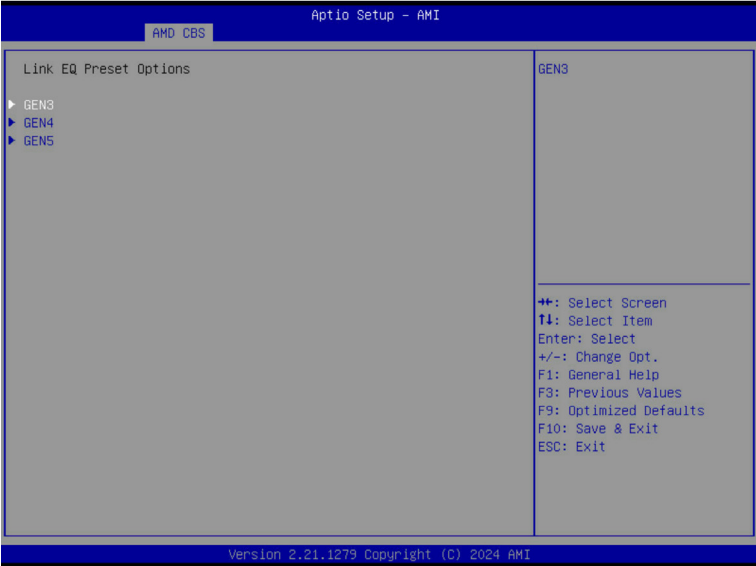 Aptio Setup – AMI
AMD CBS
Link EQ Preset Options
GEN3
GEN4
GEN5
GEN3
→←: Select Screen
↑↓: Select Item
Enter: Select
+/-: Change Opt.
F1: General Help
F3: Previous Values
F9: Optimized Defaults
F10: Save & Exit
ESC: Exit
Version 2.21.1279 Copyright (C) 2024 AMI